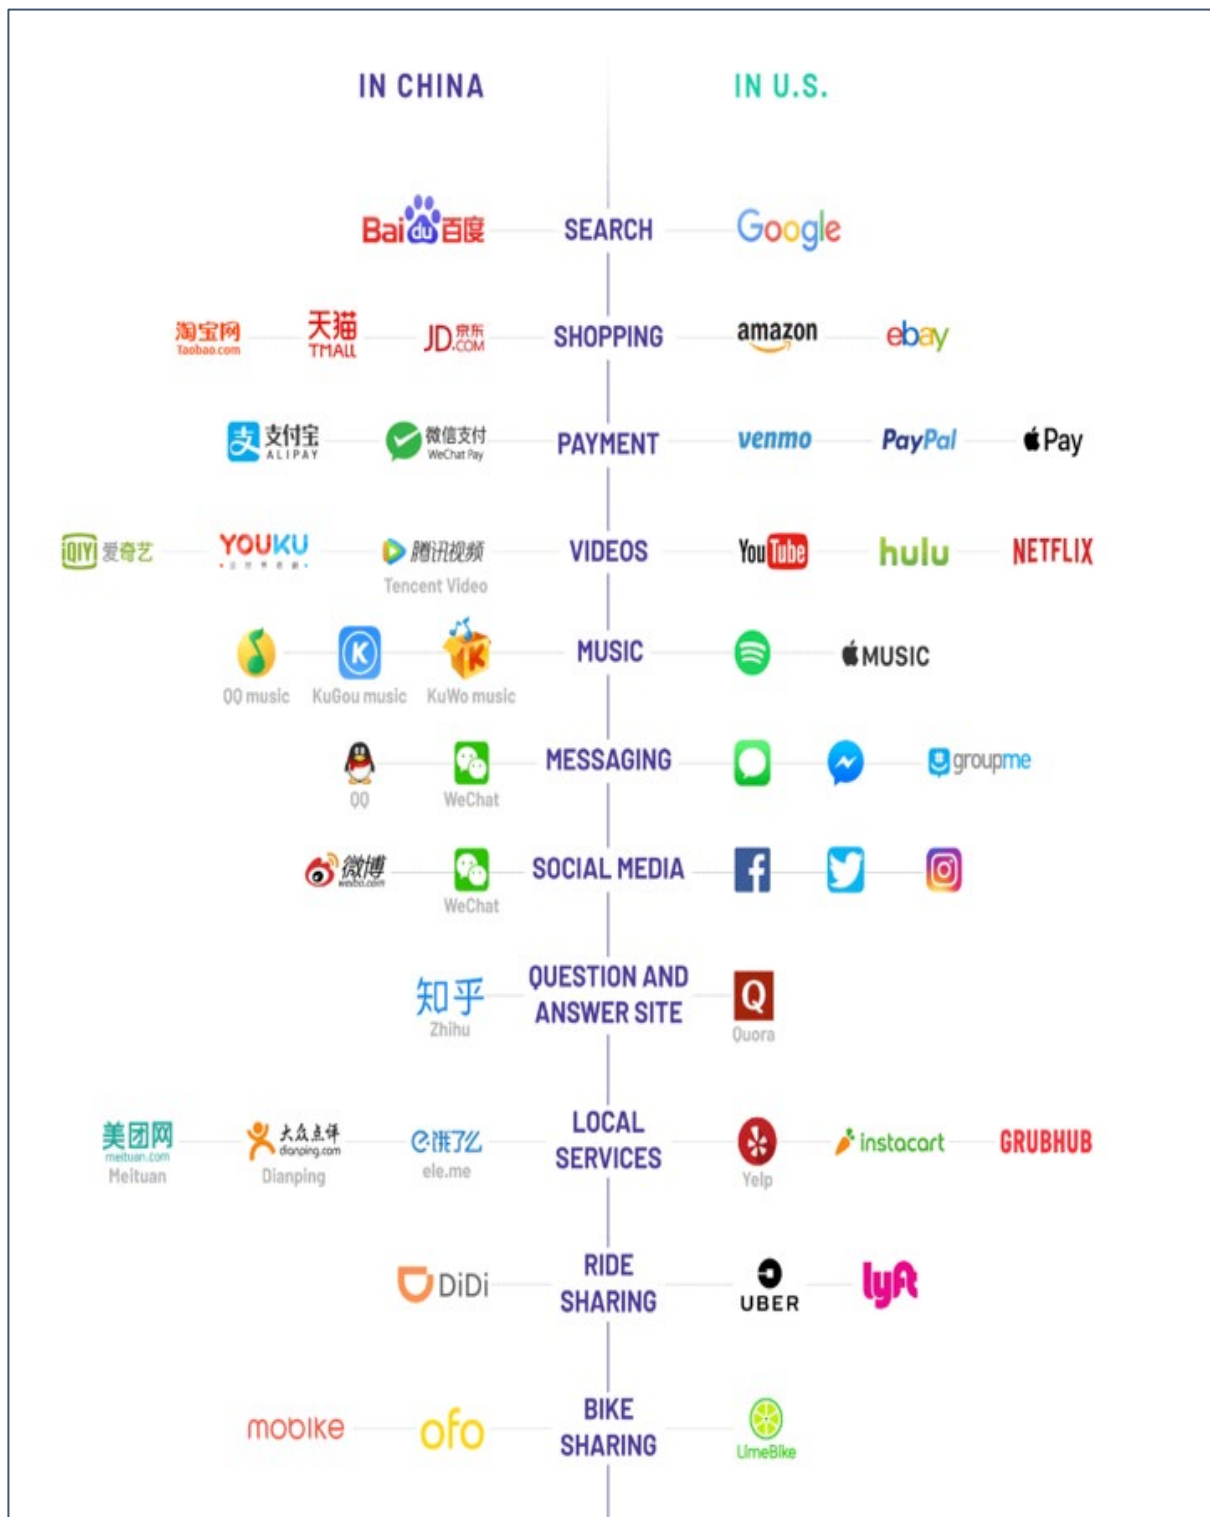 IN CHINA
IN U.S.
Bai du 百度
SEARCH
Google
淘宝网
Taobao.com
天猫
TMALL
JD 京东
.COM
SHOPPING
amazon
ebay
支付宝
ALIPAY
微信支付
WeChat Pay
PAYMENT
venmo
PayPal
Pay
iQIYI 爱奇艺
YOUKU
腾讯视频
Tencent Video
VIDEOS
You Tube
hulu
NETFLIX
K
K
MUSIC
MUSIC
QQ music
KuGou music
KuWo music
MESSAGING
groupme
QQ
WeChat
微博
weibo.com
SOCIAL MEDIA
f
WeChat
知乎
Zhihu
QUESTION AND
ANSWER SITE
Q
Quora
美团网
meituan.com
Meituan
大众点评
dianping.com
Dianping
e 饿了么
ele.me
LOCAL
SERVICES
Yelp
instacart
GRUBHUB
DiDi
RIDE
SHARING
UBER
lyft
mobike
ofo
BIKE
SHARING
LimeBike